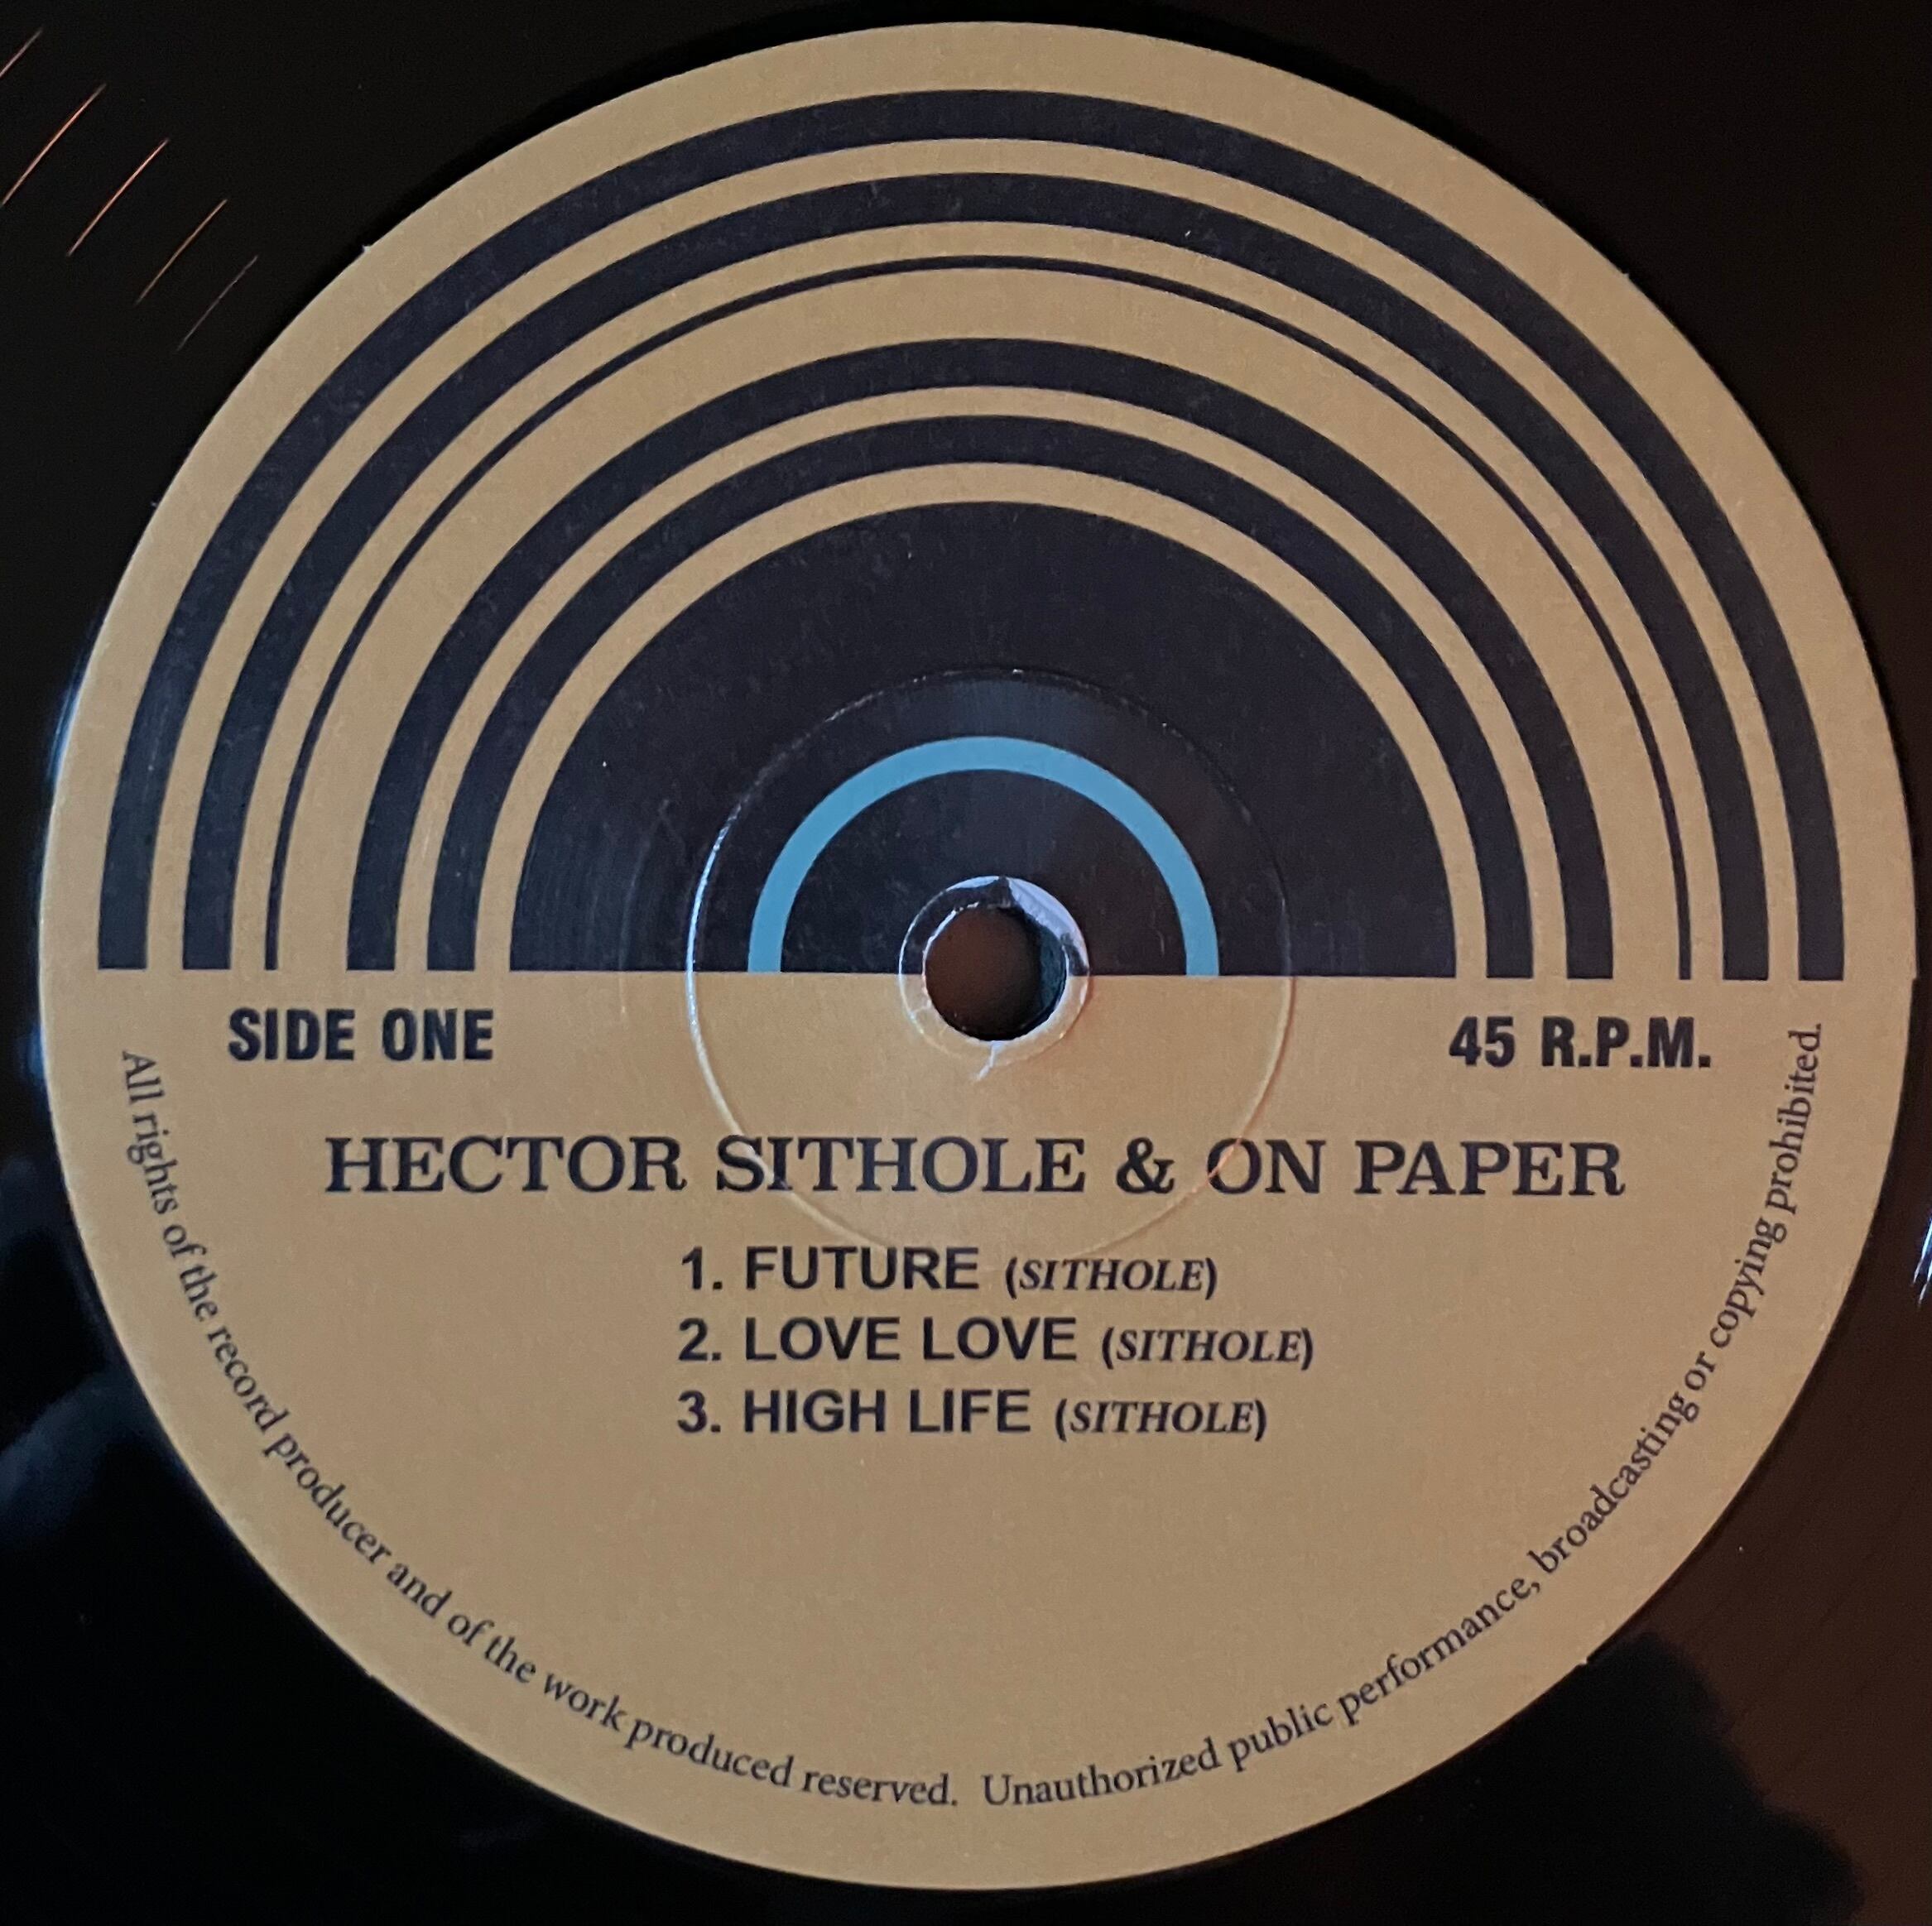 SIDE ONE
45 R.P.M.
HECTOR SITHOLE & ON PAPER
1. FUTURE (SITHOLE)
2. LOVE LOVE (SITHOLE)
3. HIGH LIFE (SITHOLE)
All rights of the record producer and of the work produced reserved. Unauthorized public performance, broadcasting or copying prohibited.